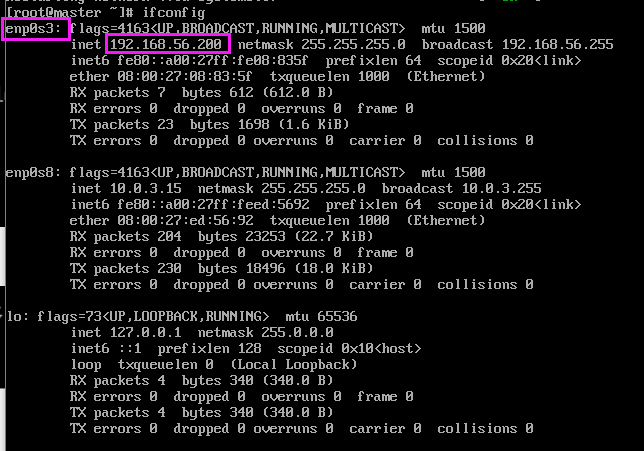 [root@master ~]# ifconfig
enp0s3: flags=4163<UP,BROADCAST,RUNNING,MULTICAST>  mtu 1500
        inet 192.168.56.200  netmask 255.255.255.0  broadcast 192.168.56.255
        inet6 fe80::a00:27ff:fe08:835f  prefixlen 64  scopeid 0x20<link>
        ether 08:00:27:08:83:5f  txqueuelen 1000  (Ethernet)
        RX packets 7  bytes 612 (612.0 B)
        RX errors 0  dropped 0  overruns 0  frame 0
        TX packets 23  bytes 1698 (1.6 KiB)
        TX errors 0  dropped 0 overruns 0  carrier 0  collisions 0
enp0s8: flags=4163<UP,BROADCAST,RUNNING,MULTICAST>  mtu 1500
        inet 10.0.3.15  netmask 255.255.255.0  broadcast 10.0.3.255
        inet6 fe80::a00:27ff:feed:5692  prefixlen 64  scopeid 0x20<link>
        ether 08:00:27:ed:56:92  txqueuelen 1000  (Ethernet)
        RX packets 204  bytes 23253 (22.7 KiB)
        RX errors 0  dropped 0  overruns 0  frame 0
        TX packets 230  bytes 18496 (18.0 KiB)
        TX errors 0  dropped 0 overruns 0  carrier 0  collisions 0
lo: flags=73<UP,LOOPBACK,RUNNING>  mtu 65536
        inet 127.0.0.1  netmask 255.0.0.0
        inet6 ::1  prefixlen 128  scopeid 0x10<host>
        loop  txqueuelen 0  (Local Loopback)
        RX packets 4  bytes 340 (340.0 B)
        RX errors 0  dropped 0  overruns 0  frame 0
        TX packets 4  bytes 340 (340.0 B)
        TX errors 0  dropped 0 overruns 0  carrier 0  collisions 0